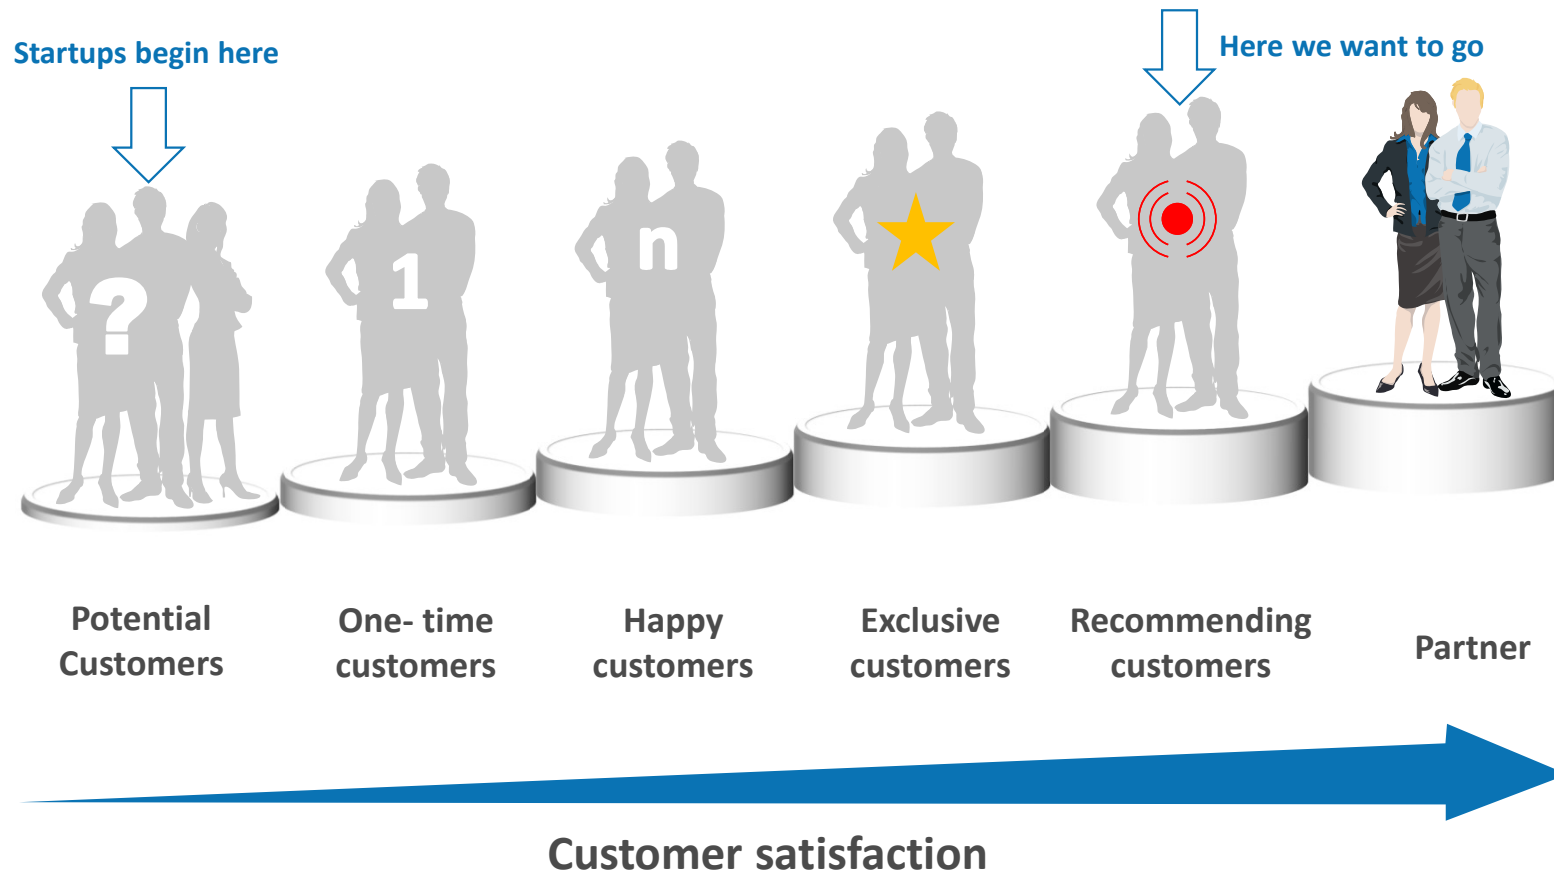 Startups begin here
Here we want to go
?
1
n
Potential
Customers
One- time
customers
Happy
customers
Exclusive
customers
Recommending
customers
Partner
Customer satisfaction